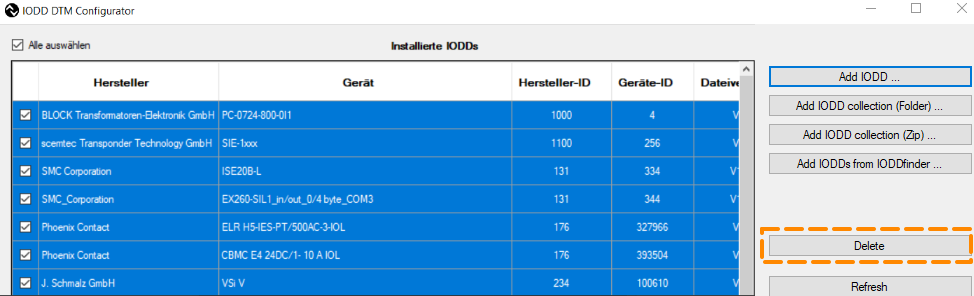 IODD DTM Configurator
Alle auswählen
Installierte IODDs
Hersteller Gerät Hersteller-ID Geräte-ID Dateive
BLOCK Transformatoren-Elektronik GmbH PC-0724-800-0I1 1000 4 V
scemtec Transponder Technology GmbH SIE-1xxx 1100 256 V
SMC Corporation ISE20B-L 131 334 V1
SMC_Corporation EX260-SIL1_in/out_0/4 byte_COM3 131 344 V1
Phoenix Contact ELR H5-IES-PT/500AC-3-IOL 176 327966 V
Phoenix Contact CBMC E4 24DC/1- 10 A IOL 176 393504 V
J. Schmalz GmbH VSi V 234 100610 V
Add IODD ...
Add IODD collection (Folder) ...
Add IODD collection (Zip) ...
Add IODDs from IODDfinder ...
Delete
Refresh